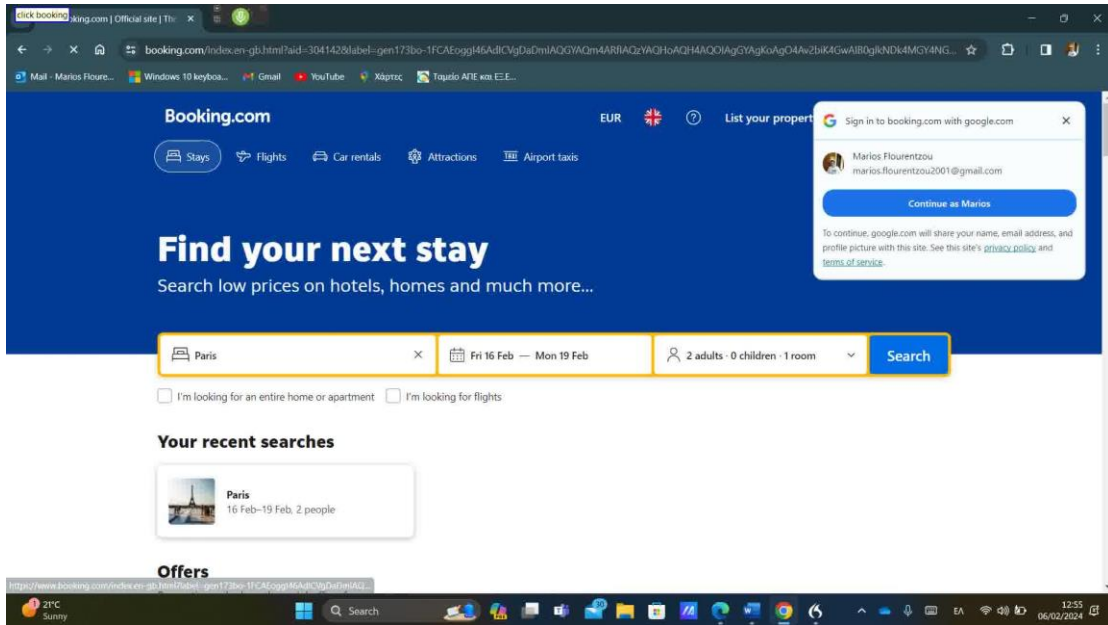 click booking
king.com | Official site | The
booking.com/index.en-gb.html?aid=304142&label=gen173bo-1FCAEoggI46AdICVgDaDmIAQGYAQm4ARfIAQzYAQHoAQH4AQOIAgGYAgKoAgO4Av2biK4GwAIB0gIkNDk4MGY4NG...
Mail - Marios Floure...
Windows 10 keyboa...
Gmail
YouTube
Χάρτες
Ταμείο ΑΠΕ και ΕΞ.Ε...
Booking.com
EUR
List your propert
Stays
Flights
Car rentals
Attractions
TAXI
Airport taxis
Sign in to booking.com with google.com
Marios Flourentzou
marios.flourentzou2001@gmail.com
Continue as Marios
To continue, google.com will share your name, email address, and
profile picture with this site. See this site's privacy policy and
terms of service.
Find your next stay
Search low prices on hotels, homes and much more...
Paris
Fri 16 Feb — Mon 19 Feb
2 adults · 0 children · 1 room
Search
I'm looking for an entire home or apartment
I'm looking for flights
Your recent searches
Paris
16 Feb–19 Feb, 2 people
Offers
21°C
Sunny
Search
ΕΛ
12:55
06/02/2024